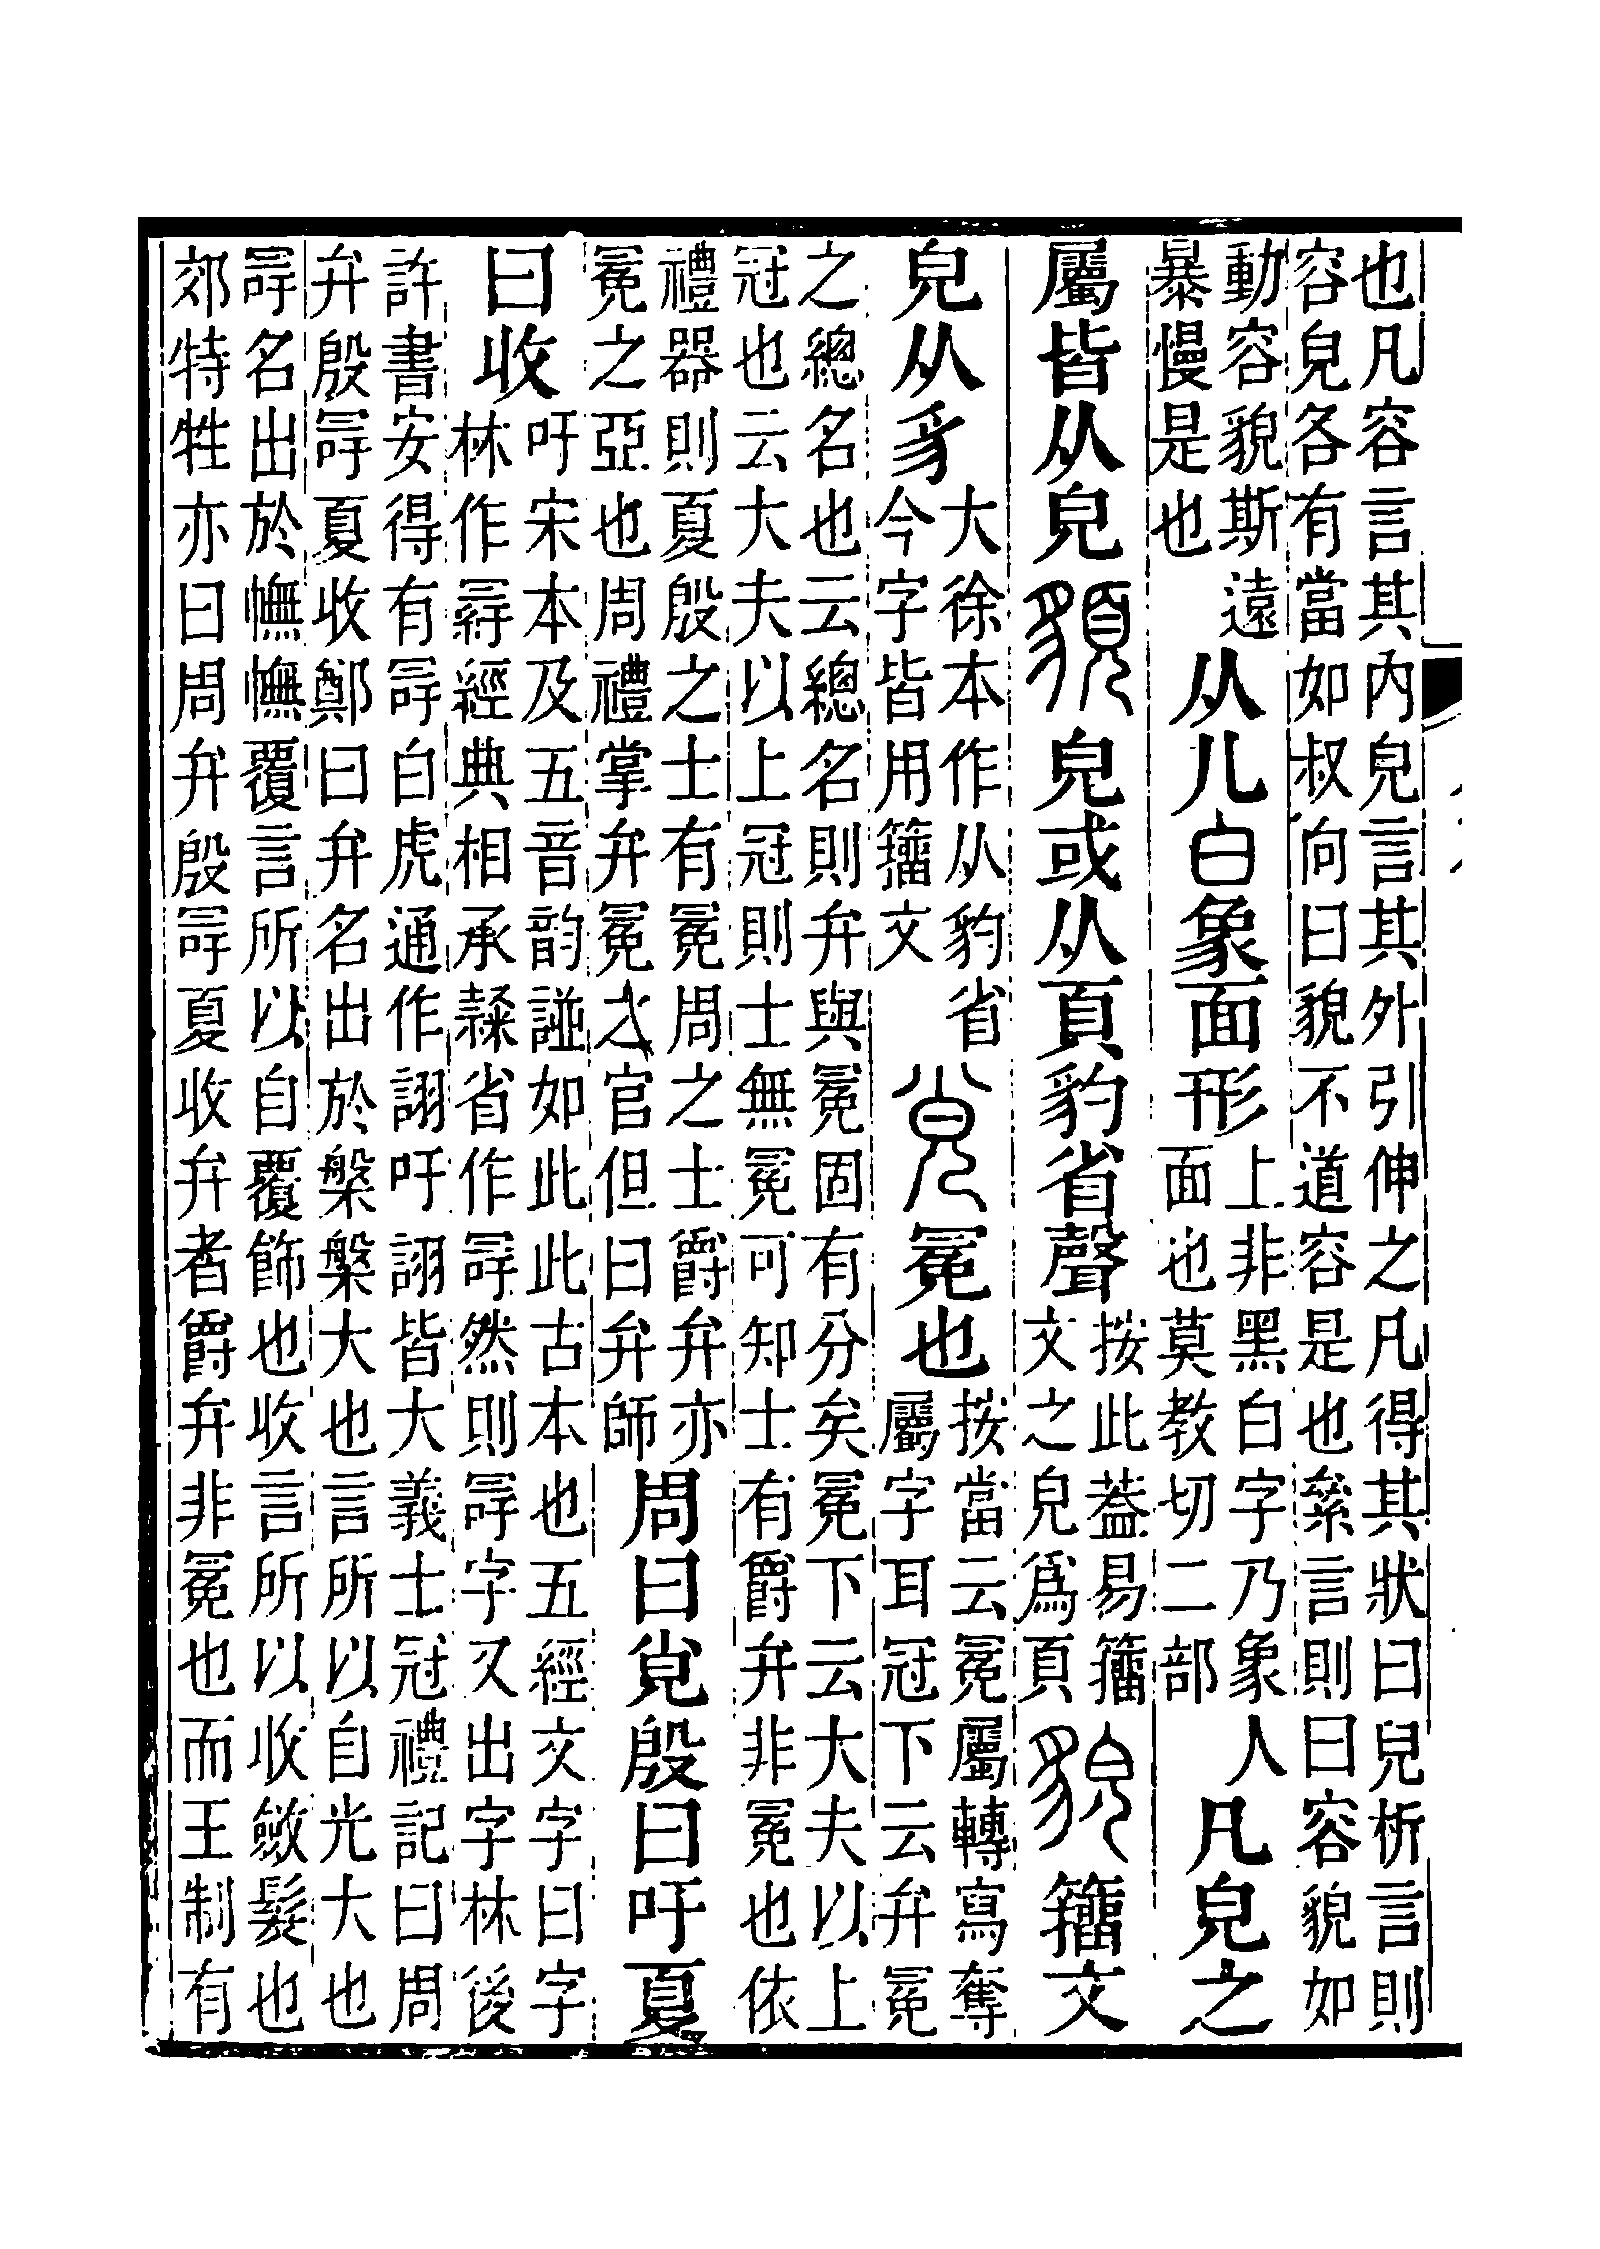 也凡容言其內皃言其外引伸之凡得其狀曰皃析言則
容皃各有當如叔向曰貌不道容是也絫言則曰容貌如
動容貌斯遠
暴慢是也
从儿白象面形
上非黑白字乃象人
面也莫教切二部
凡皃之
屬皆从皃
䫉
皃或从頁豹省聲
按此葢易籒
文之皃爲頁
貌
籒文
皃从豸
大徐本作从豹省
今字皆用籒文
覍
冕也
按當云冕屬轉寫奪
屬字耳冠下云弁冕
之總名也云總名則弁與冕固有分矣冕下云大夫以上
冠也云大夫以上冠則士無冕可知士有爵弁非冕也依
禮器則夏殷之士有冕周之士爵弁亦
冕之亞也周禮掌弁冕之官但曰弁師
周曰覍殷曰吁夏
曰收
吁宋本及五音韵譜如此此古本也五經文字曰字
林作經典相承隸省作冔然則冔字又出字林後
許書安得有冔白虎通作詡吁詡皆大義士冠禮記曰周
弁殷冔夏收鄭曰弁名出於槃槃大也言所以自光大也
冔名出於幠幠覆言所以自覆飾也收言所以收斂髮也
郊特牲亦曰周弁殷冔夏收弁者爵弁非冕也而王制有